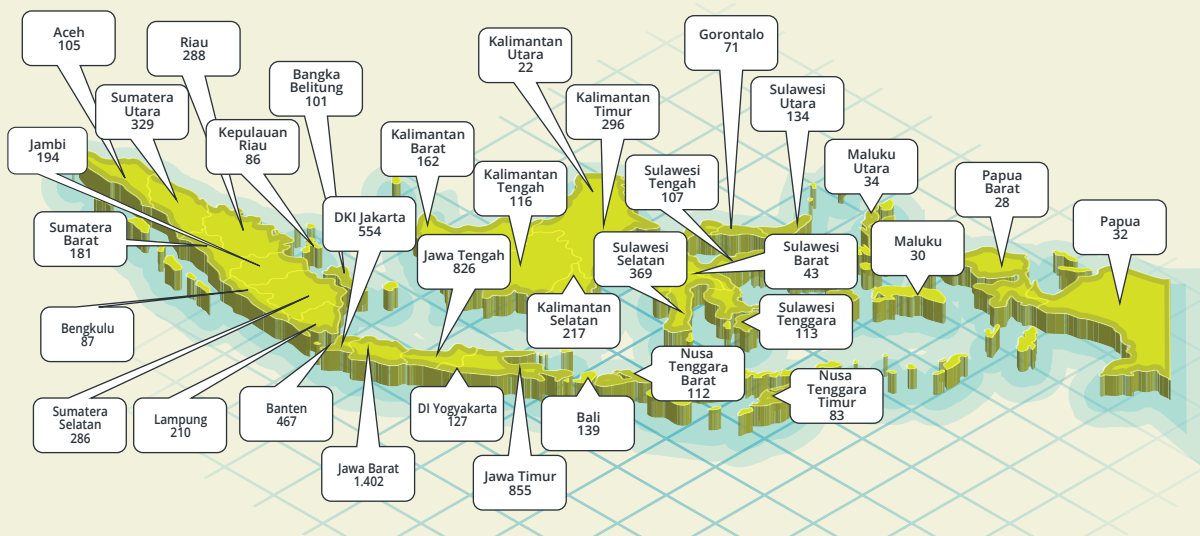 Aceh
105
Riau
288
Bangka
Belitung
101
Kalimantan
Utara
22
Gorontalo
71
Sumatera
Utara
329
Kepulauan
Riau
86
Kalimantan
Barat
162
Kalimantan
Timur
296
Sulawesi
Utara
134
Jambi
194
Kalimantan
Tengah
116
Sulawesi
Tengah
107
Maluku
Utara
34
Papua
Barat
28
Sumatera
Barat
181
DKI Jakarta
554
Jawa Tengah
826
Sulawesi
Selatan
369
Sulawesi
Barat
43
Maluku
30
Papua
32
Bengkulu
87
Kalimantan
Selatan
217
Sulawesi
Tenggara
113
Nusa
Tenggara
Barat
112
Nusa
Tenggara
Timur
83
Sumatera
Selatan
286
Lampung
210
Banten
467
DI Yogyakarta
127
Bali
139
Jawa Barat
1.402
Jawa Timur
855